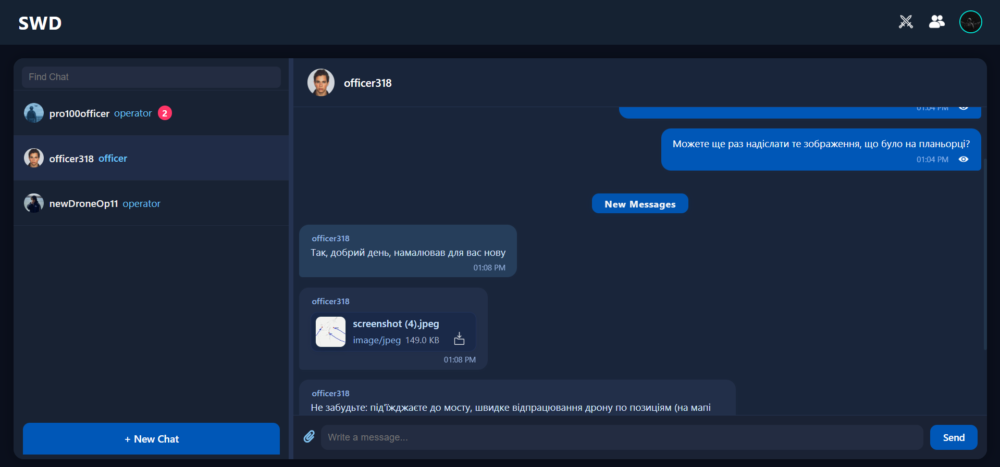 SWD
Find Chat
pro100officer operator 2
officer318 officer
newDroneOp11 operator
+ New Chat
officer318
01:04 PM
Можете ще раз надіслати те зображення, що було на планьорці?
01:04 PM
New Messages
officer318
Так, добрий день, намалював для вас нову
01:08 PM
officer318
screenshot (4).jpeg
image/jpeg 149.0 KB
01:08 PM
officer318
Не забудьте: під'їжджаєте до мосту, швидке відпрацювання дрону по позиціям (на мапі
Write a message...
Send